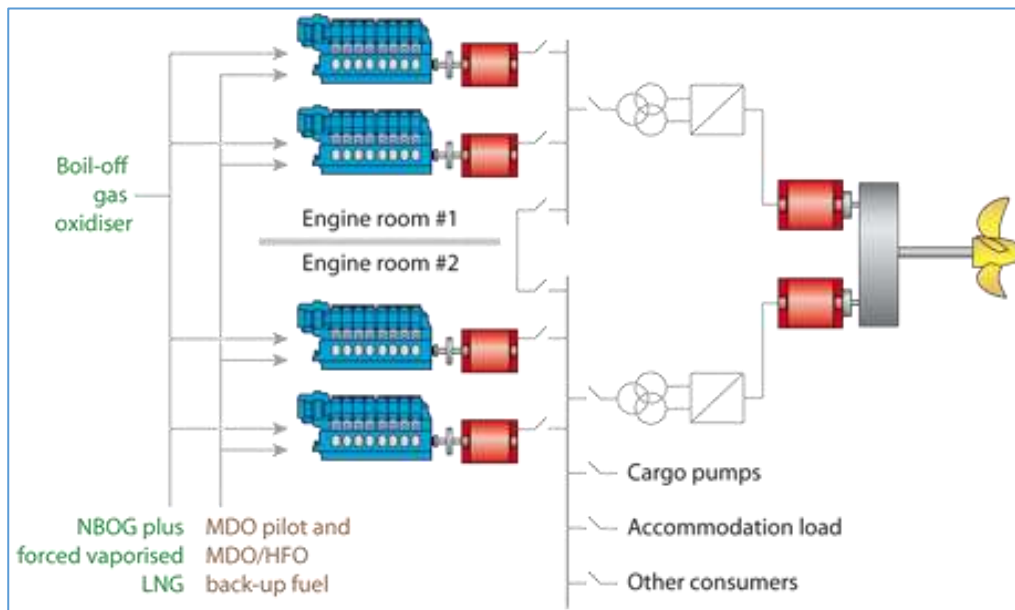 Boil-off
gas
oxidiser
Engine room #1
Engine room #2
Cargo pumps
Accommodation load
Other consumers
NBOG plus
forced vaporised
LNG
MDO pilot and
MDO/HFO
back-up fuel